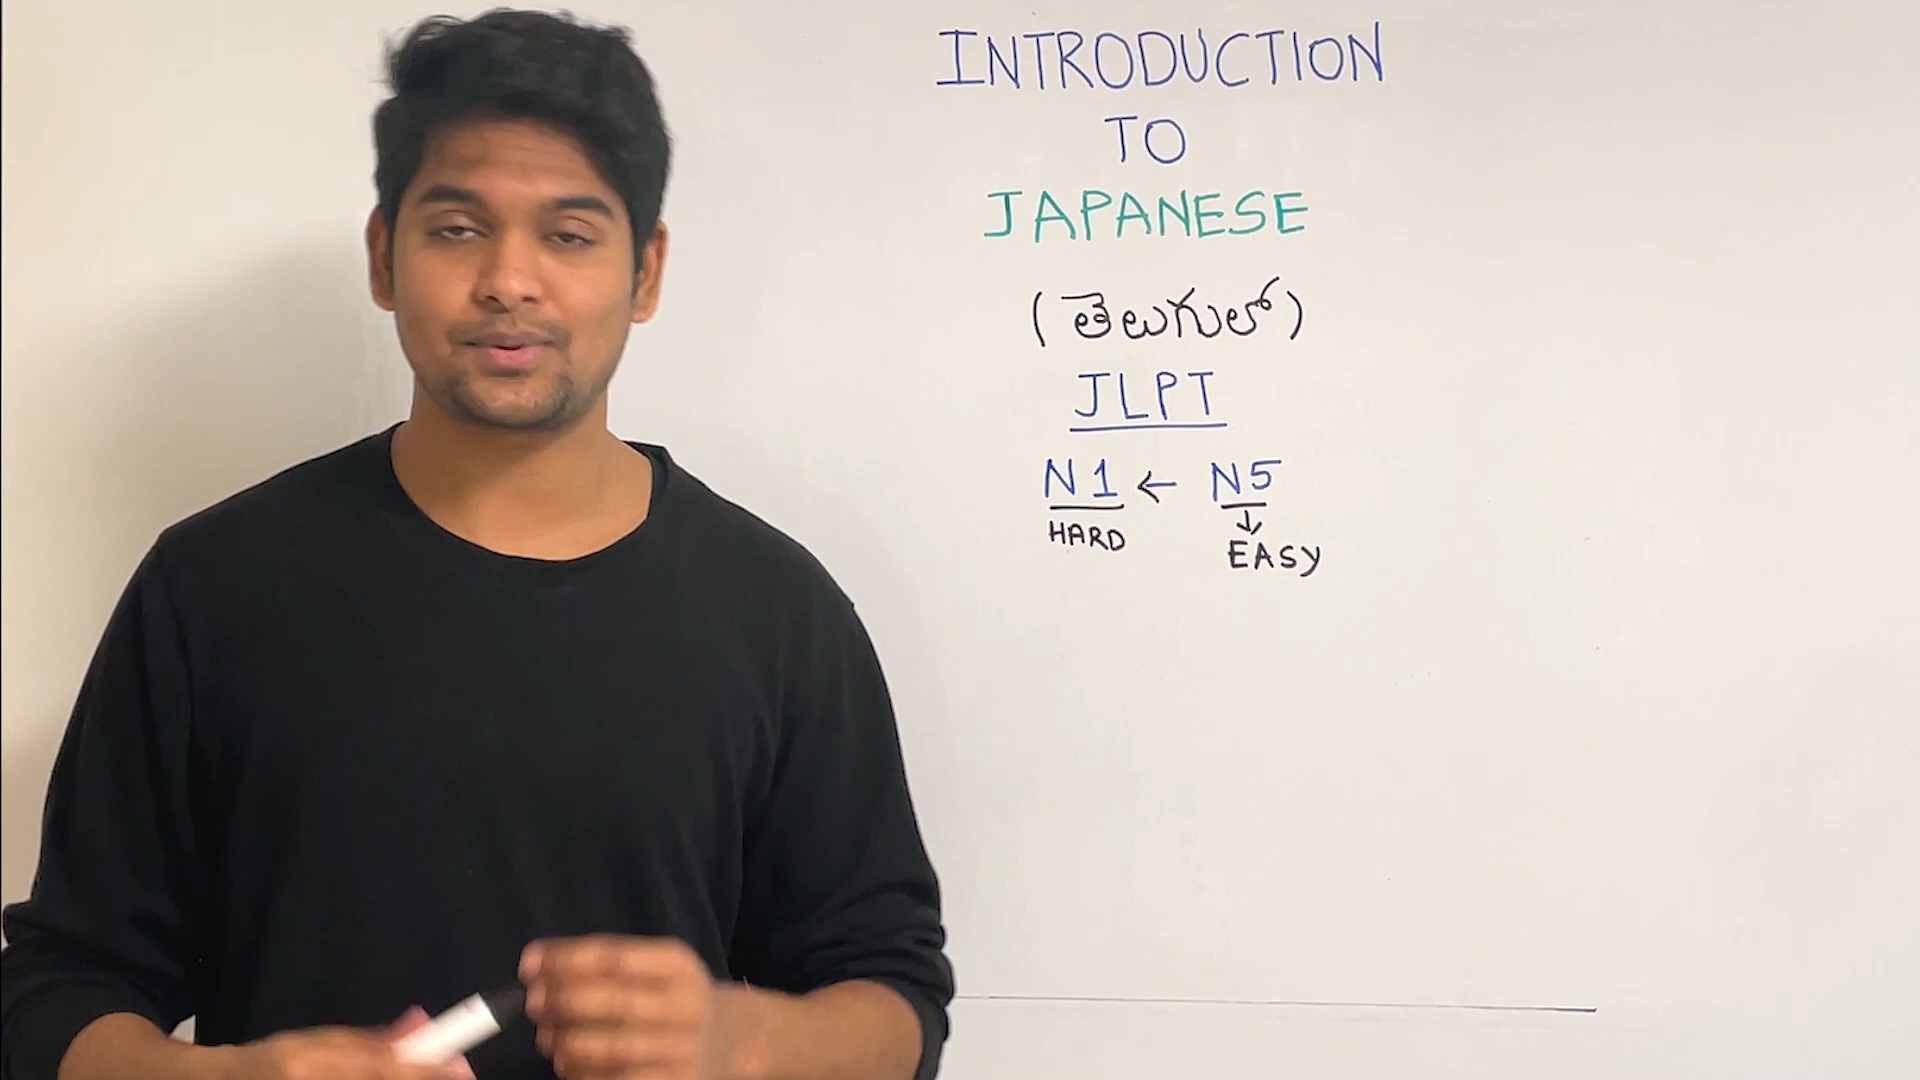 INTRODUCTION
TO
JAPANESE
(తెలుగులో)
JLPT
N1 ← N5
↓
HARD
EASY